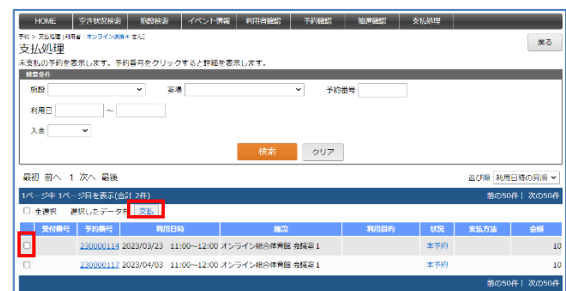 HOME 空き状況検索 施設検索 イベント情報 利用者確認 予約確認 抽選確認 支払処理
予約 > 支払処理 [利用者 オンライン決済4 さん]
支払処理
戻る
未支払の予約を表示します。予約番号をクリックすると詳細を表示します。
検索条件
施設 薬場 予約番号
利用日 ～
入金
検索 クリア
最初 前へ 1 次へ 最後
並び順 利用日時の昇順
1ページ中 1ページ目を表示(合計 2件) 前の50件 | 次の50件
全選択 選択したデータを 支払
受付番号 予約番号 利用日時 施設 利用目的 状況 支払方法 金額
230000114 2023/03/23 11:00～12:00 オンライン総合体育館 会議室1 本予約 10
230000117 2023/04/03 11:00～12:00 オンライン総合体育館 会議室1 本予約 10
前の50件 | 次の50件